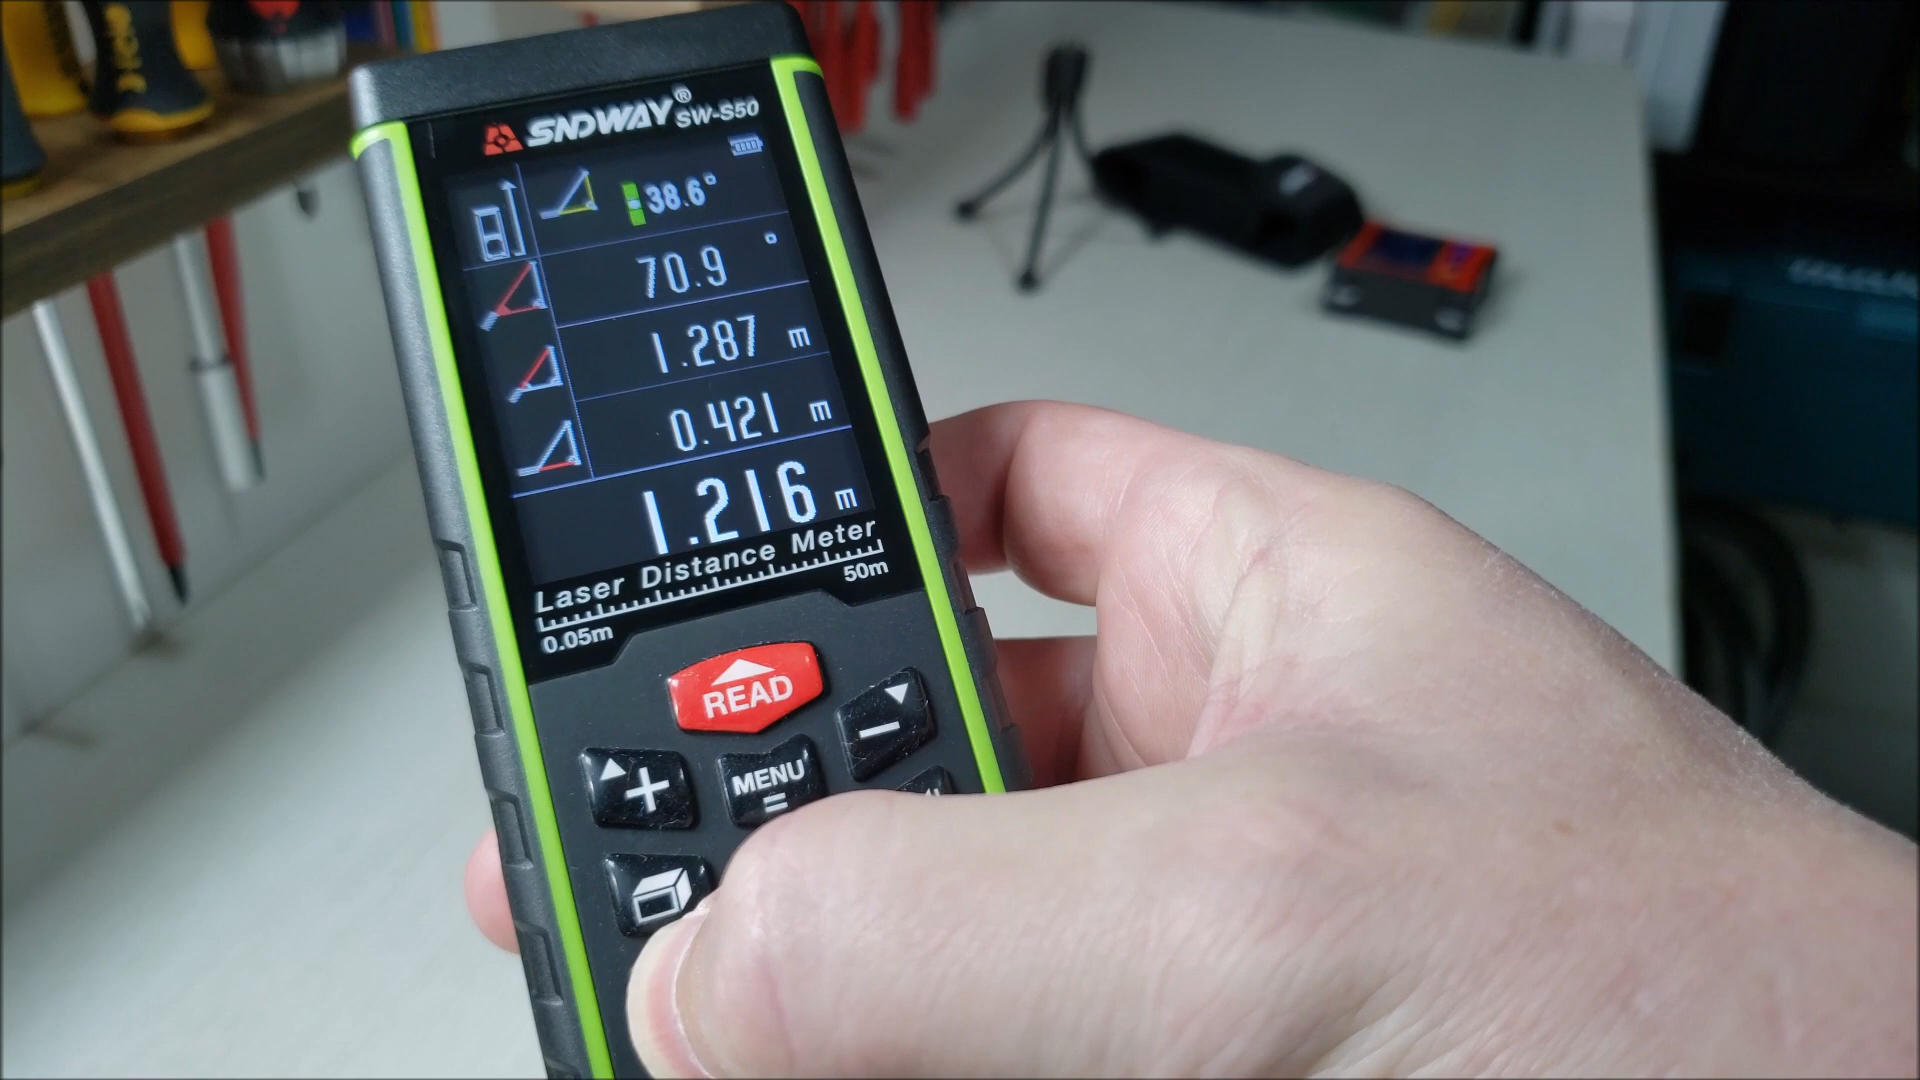 SNDWAY® SW-S50
38.6°
70.9 °
1.287 m
0.421 m
1.216 m
Laser Distance Meter
0.05m 50m
READ
−
+
MENU
=